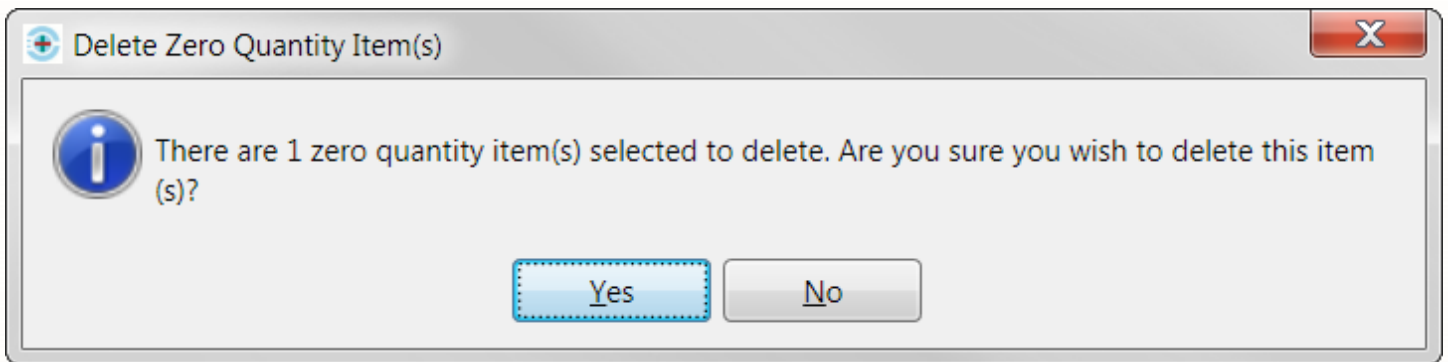 Delete Zero Quantity Item(s)
There are 1 zero quantity item(s) selected to delete. Are you sure you wish to delete this item
(s)?
Yes
No